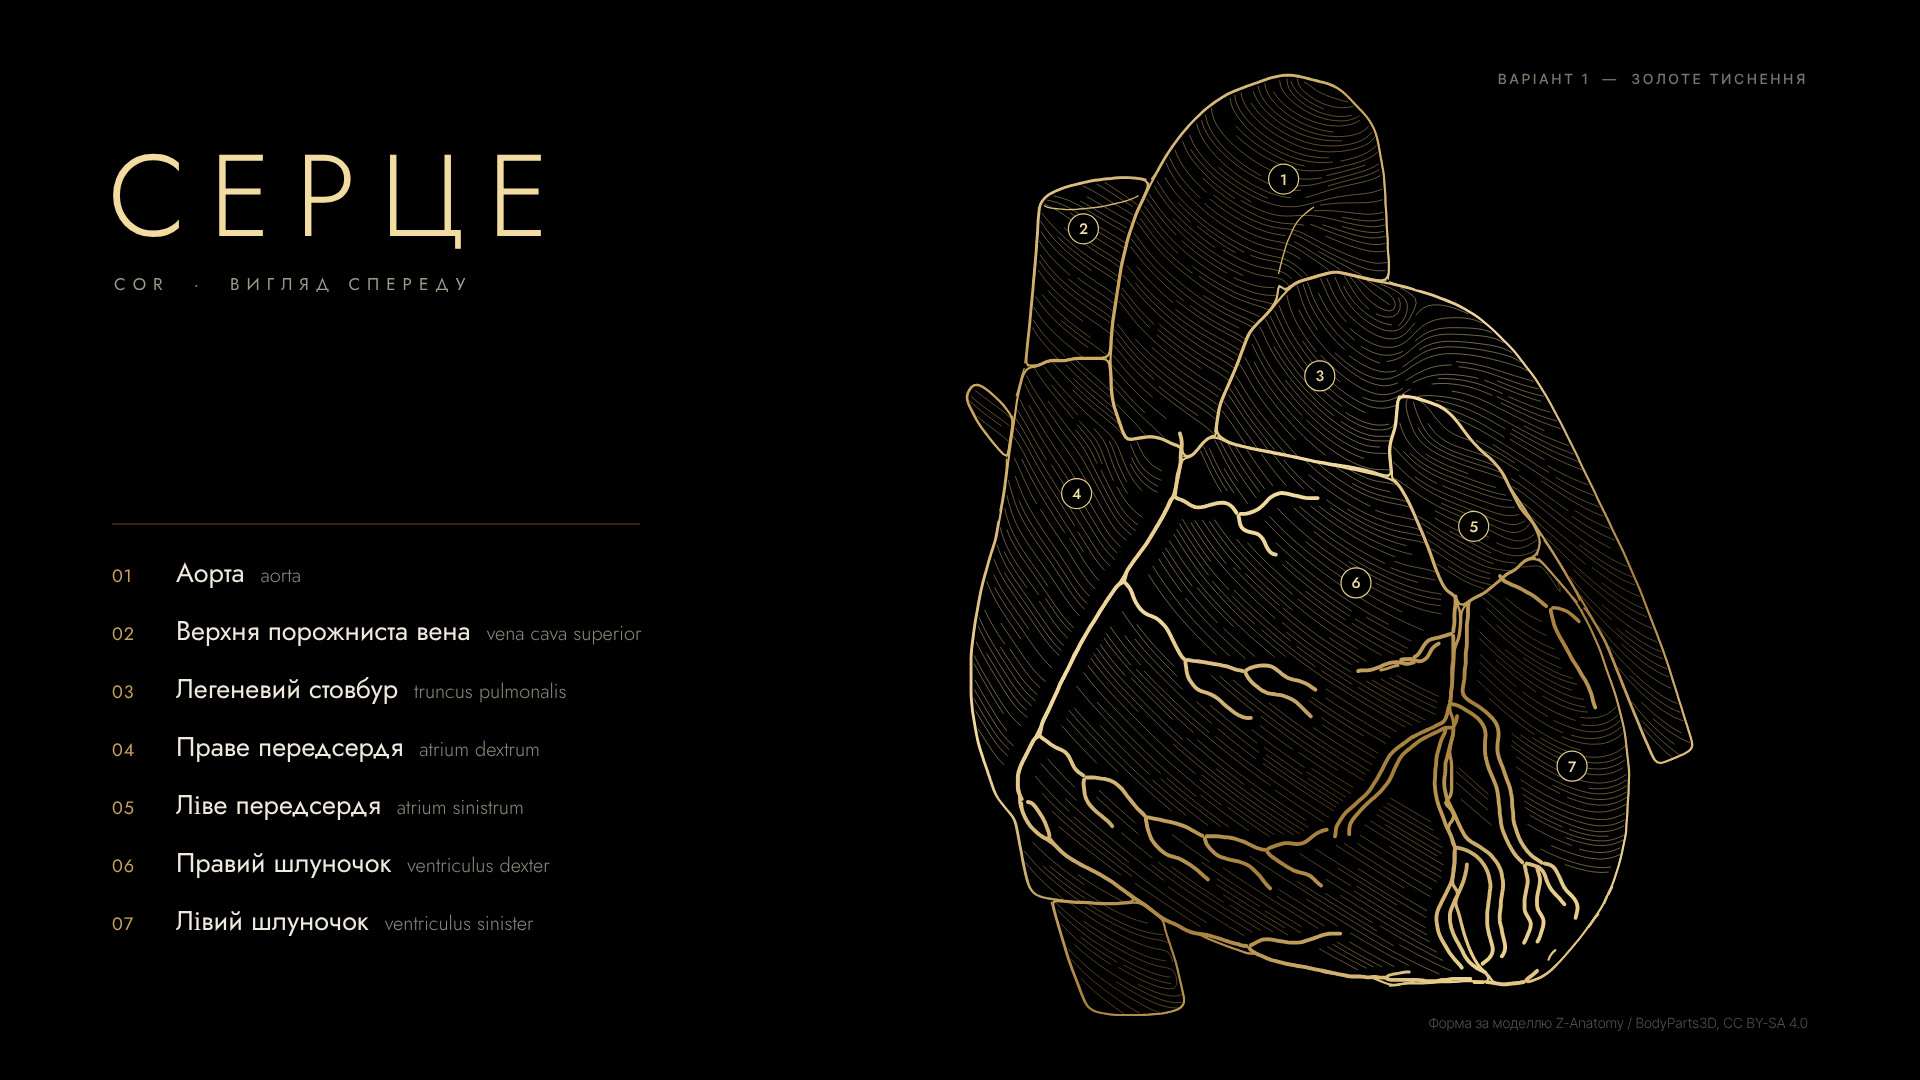 ВАРІАНТ 1 — ЗОЛОТЕ ТИСНЕННЯ
СЕРЦЕ
COR · ВИГЛЯД СПЕРЕДУ
01 Аорта aorta
02 Верхня порожниста вена vena cava superior
03 Легеневий стовбур truncus pulmonalis
04 Праве передсердя atrium dextrum
05 Ліве передсердя atrium sinistrum
06 Правий шлуночок ventriculus dexter
07 Лівий шлуночок ventriculus sinister
1
2
3
4
5
6
7
Форма за моделлю Z-Anatomy / BodyParts3D, CC BY-SA 4.0